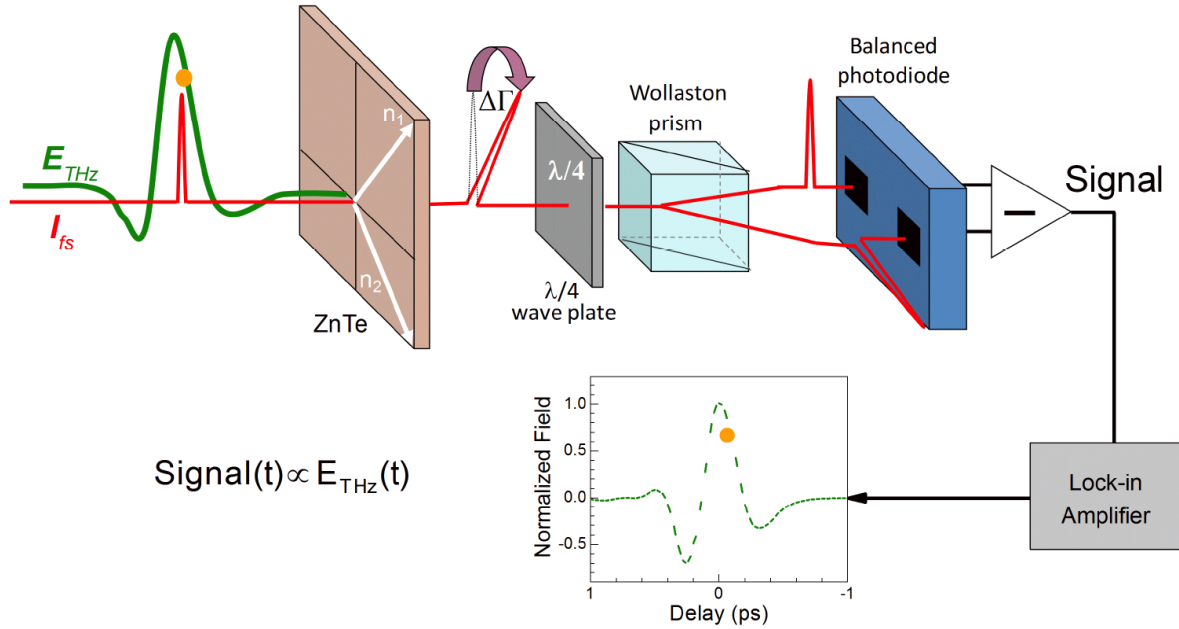 E_THz
I_fs
n₁
n₂
ZnTe
ΔΓ
λ/4
λ/4
wave plate
Wollaston
prism
Balanced
photodiode
Signal
Signal(t)∝E_THz(t)
Normalized Field
1.0
0.5
0.0
-0.5
1
0
-1
Delay (ps)
Lock-in
Amplifier